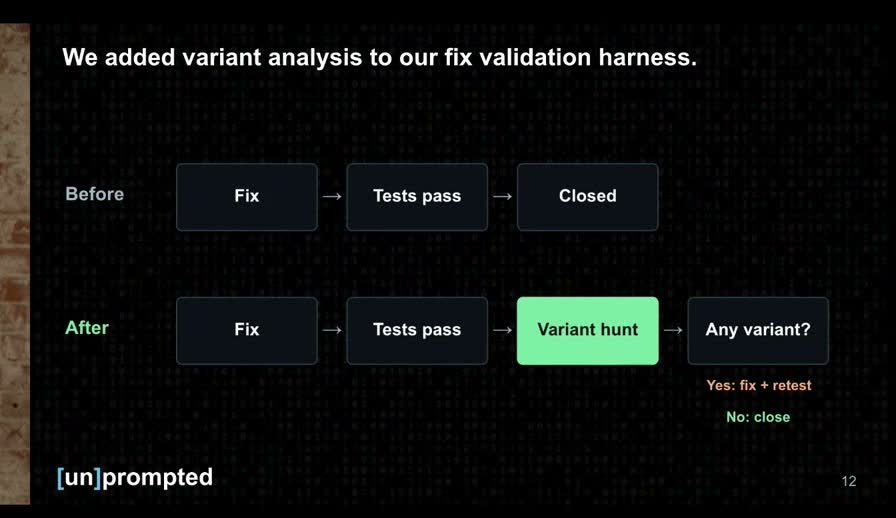 We added variant analysis to our fix validation harness.
Before
Fix → Tests pass → Closed
After
Fix → Tests pass → Variant hunt → Any variant?
Yes: fix + retest
No: close
[un]prompted
12